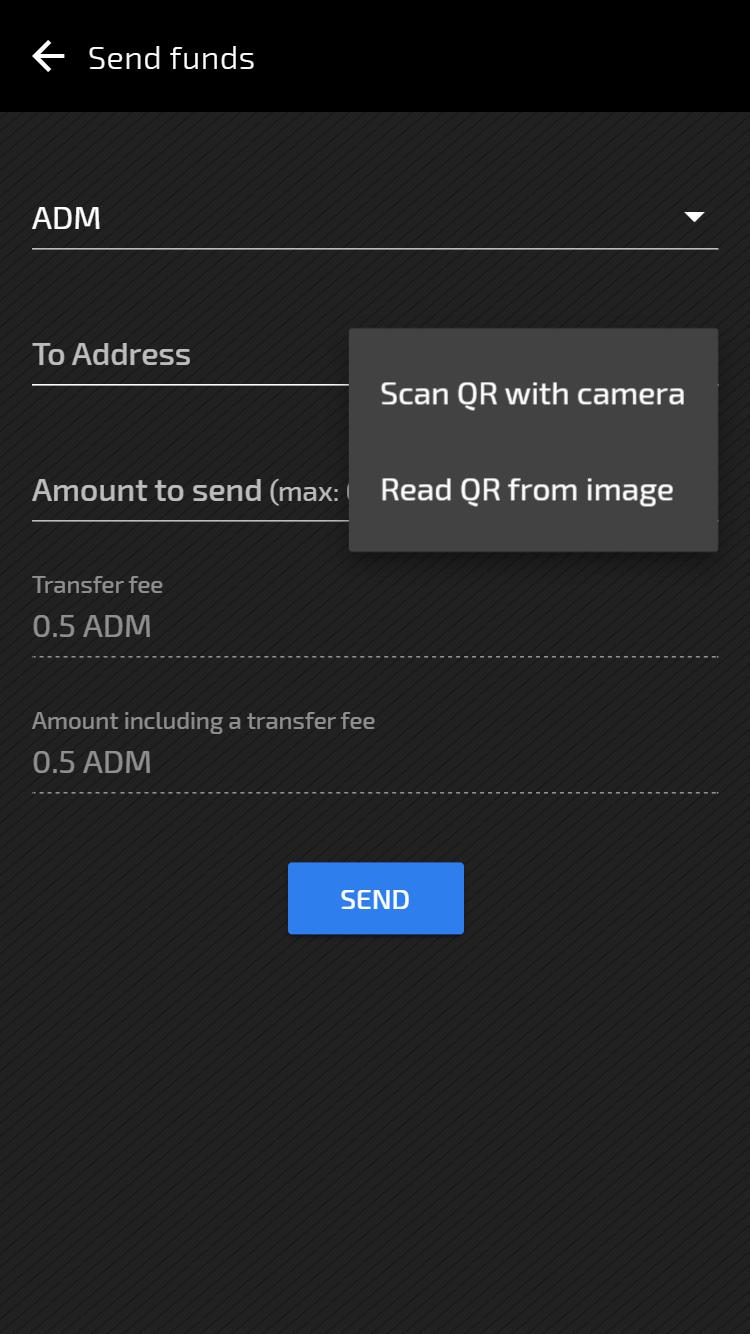 Send funds
ADM
To Address
Scan QR with camera
Amount to send (max:
Read QR from image
Transfer fee
0.5 ADM
Amount including a transfer fee
0.5 ADM
SEND